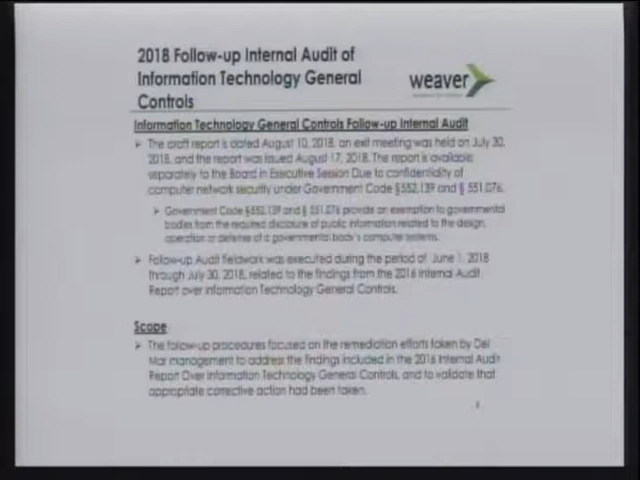 2018 Follow-up Internal Audit of
Information Technology General
Controls
weaver
Information Technology General Controls Follow-up Internal Audit
The draft report is dated August 10, 2018, an exit meeting was held on July 30,
2018, and the report was issued August 17, 2018. The report is available
separately to the Board in Executive Session Due to confidentiality of
computer network security under Government Code §552.139 and § 551.076.
Government Code §552.139 and § 551.076 provide an exemption to governmental
bodies from the required disclosure of public information related to the design,
operation or defense of a governmental body's computer systems.
Follow-up Audit fieldwork was executed during the period of June 1, 2018
through July 30, 2018, related to the findings from the 2016 Internal Audit
Report over Information Technology General Controls.
Scope
The follow-up procedures focused on the remediation efforts taken by Del
Mar management to address the findings included in the 2016 Internal Audit
Report Over Information Technology General Controls, and to validate that
appropriate corrective action had been taken.